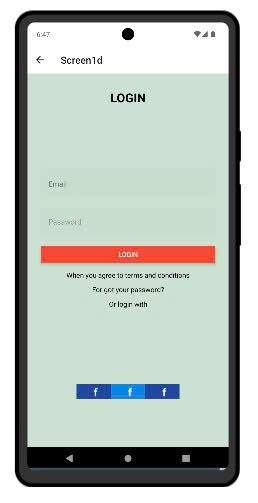 6:47
Screen1d
LOGIN
Email
Password
LOGIN
When you agree to terms and conditions
For got your password?
Or login with
f f f